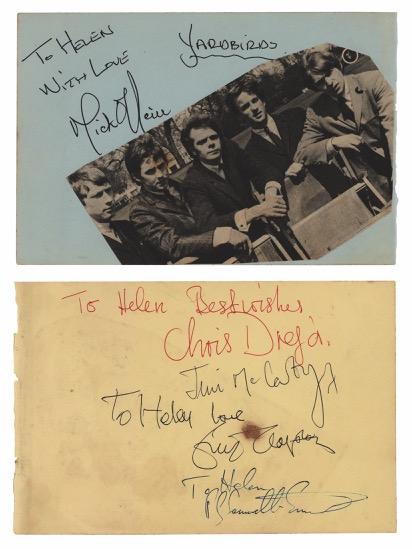 To HELEN
WITH LOVE
YARDBIRDS
To Helen Best wishes
Chris Dreja.
Jim McCarty
To Helen Love
Eric Clapton
To Helen